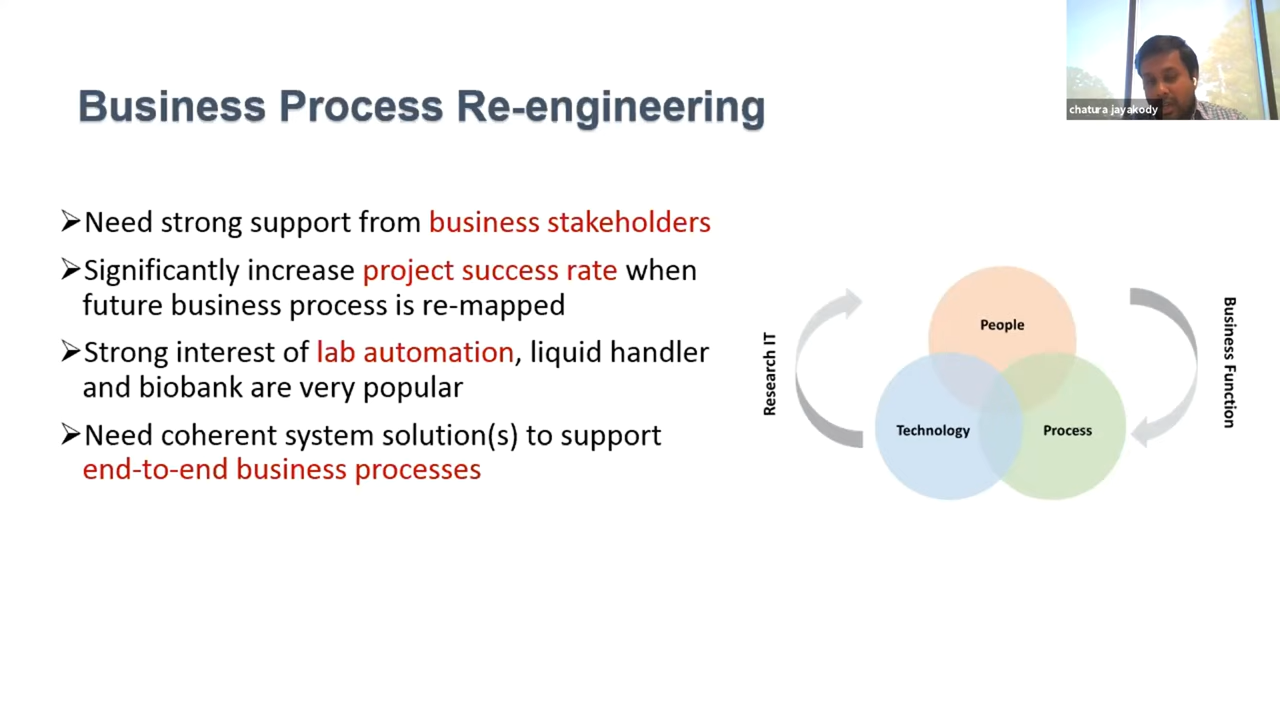 Business Process Re-engineering
chatura jayakody
➢Need strong support from business stakeholders
➢Significantly increase project success rate when
future business process is re-mapped
➢Strong interest of lab automation, liquid handler
and biobank are very popular
➢Need coherent system solution(s) to support
end-to-end business processes
Research IT
People
Technology
Process
Business Function